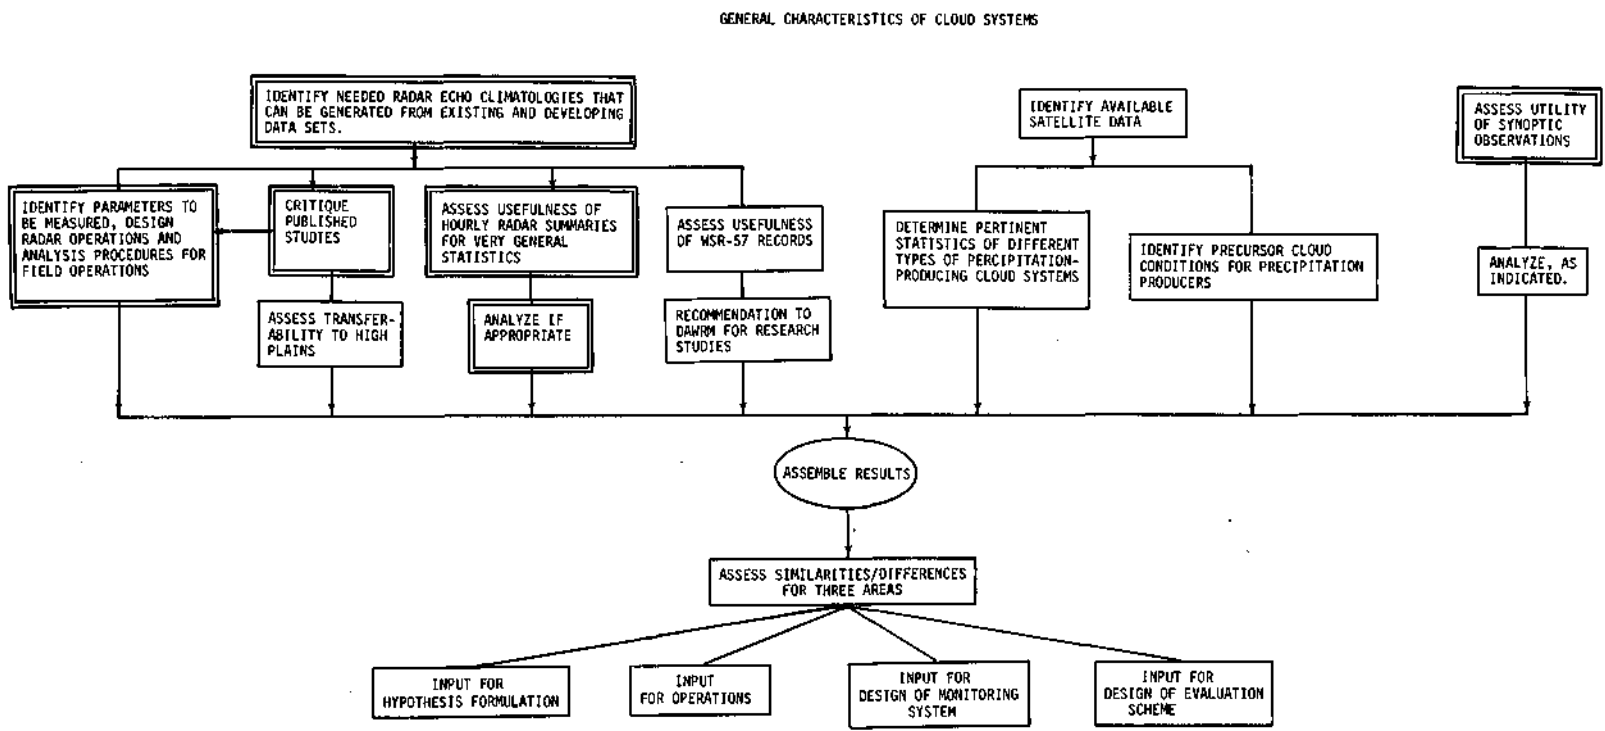 GENERAL CHARACTERISTICS OF CLOUD SYSTEMS
IDENTIFY NEEDED RADAR ECHO CLIMATOLOGIES THAT
CAN BE GENERATED FROM EXISTING AND DEVELOPING
DATA SETS.
IDENTIFY AVAILABLE
SATELLITE DATA
ASSESS UTILITY
OF SYNOPTIC
OBSERVATIONS
IDENTIFY PARAMETERS TO
BE MEASURED, DESIGN
RADAR OPERATIONS AND
ANALYSIS PROCEDURES FOR
FIELD OPERATIONS
CRITIQUE
PUBLISHED
STUDIES
ASSESS USEFULNESS OF
HOURLY RADAR SUMMARIES
FOR VERY GENERAL
STATISTICS
ASSESS USEFULNESS
OF WSR-57 RECORDS
DETERMINE PERTINENT
STATISTICS OF DIFFERENT
TYPES OF PERCIPITATION-
PRODUCING CLOUD SYSTEMS
IDENTIFY PRECURSOR CLOUD
CONDITIONS FOR PRECIPITATION
PRODUCERS
ANALYZE, AS
INDICATED.
ASSESS TRANSFER-
ABILITY TO HIGH
PLAINS
ANALYZE IF
APPROPRIATE
RECOMMENDATION TO
DAWRM FOR RESEARCH
STUDIES
ASSEMBLE RESULTS
ASSESS SIMILARITIES/DIFFERENCES
FOR THREE AREAS
INPUT FOR
HYPOTHESIS FORMULATION
INPUT
FOR OPERATIONS
INPUT FOR
DESIGN OF MONITORING
SYSTEM
INPUT FOR
DESIGN OF EVALUATION
SCHEME